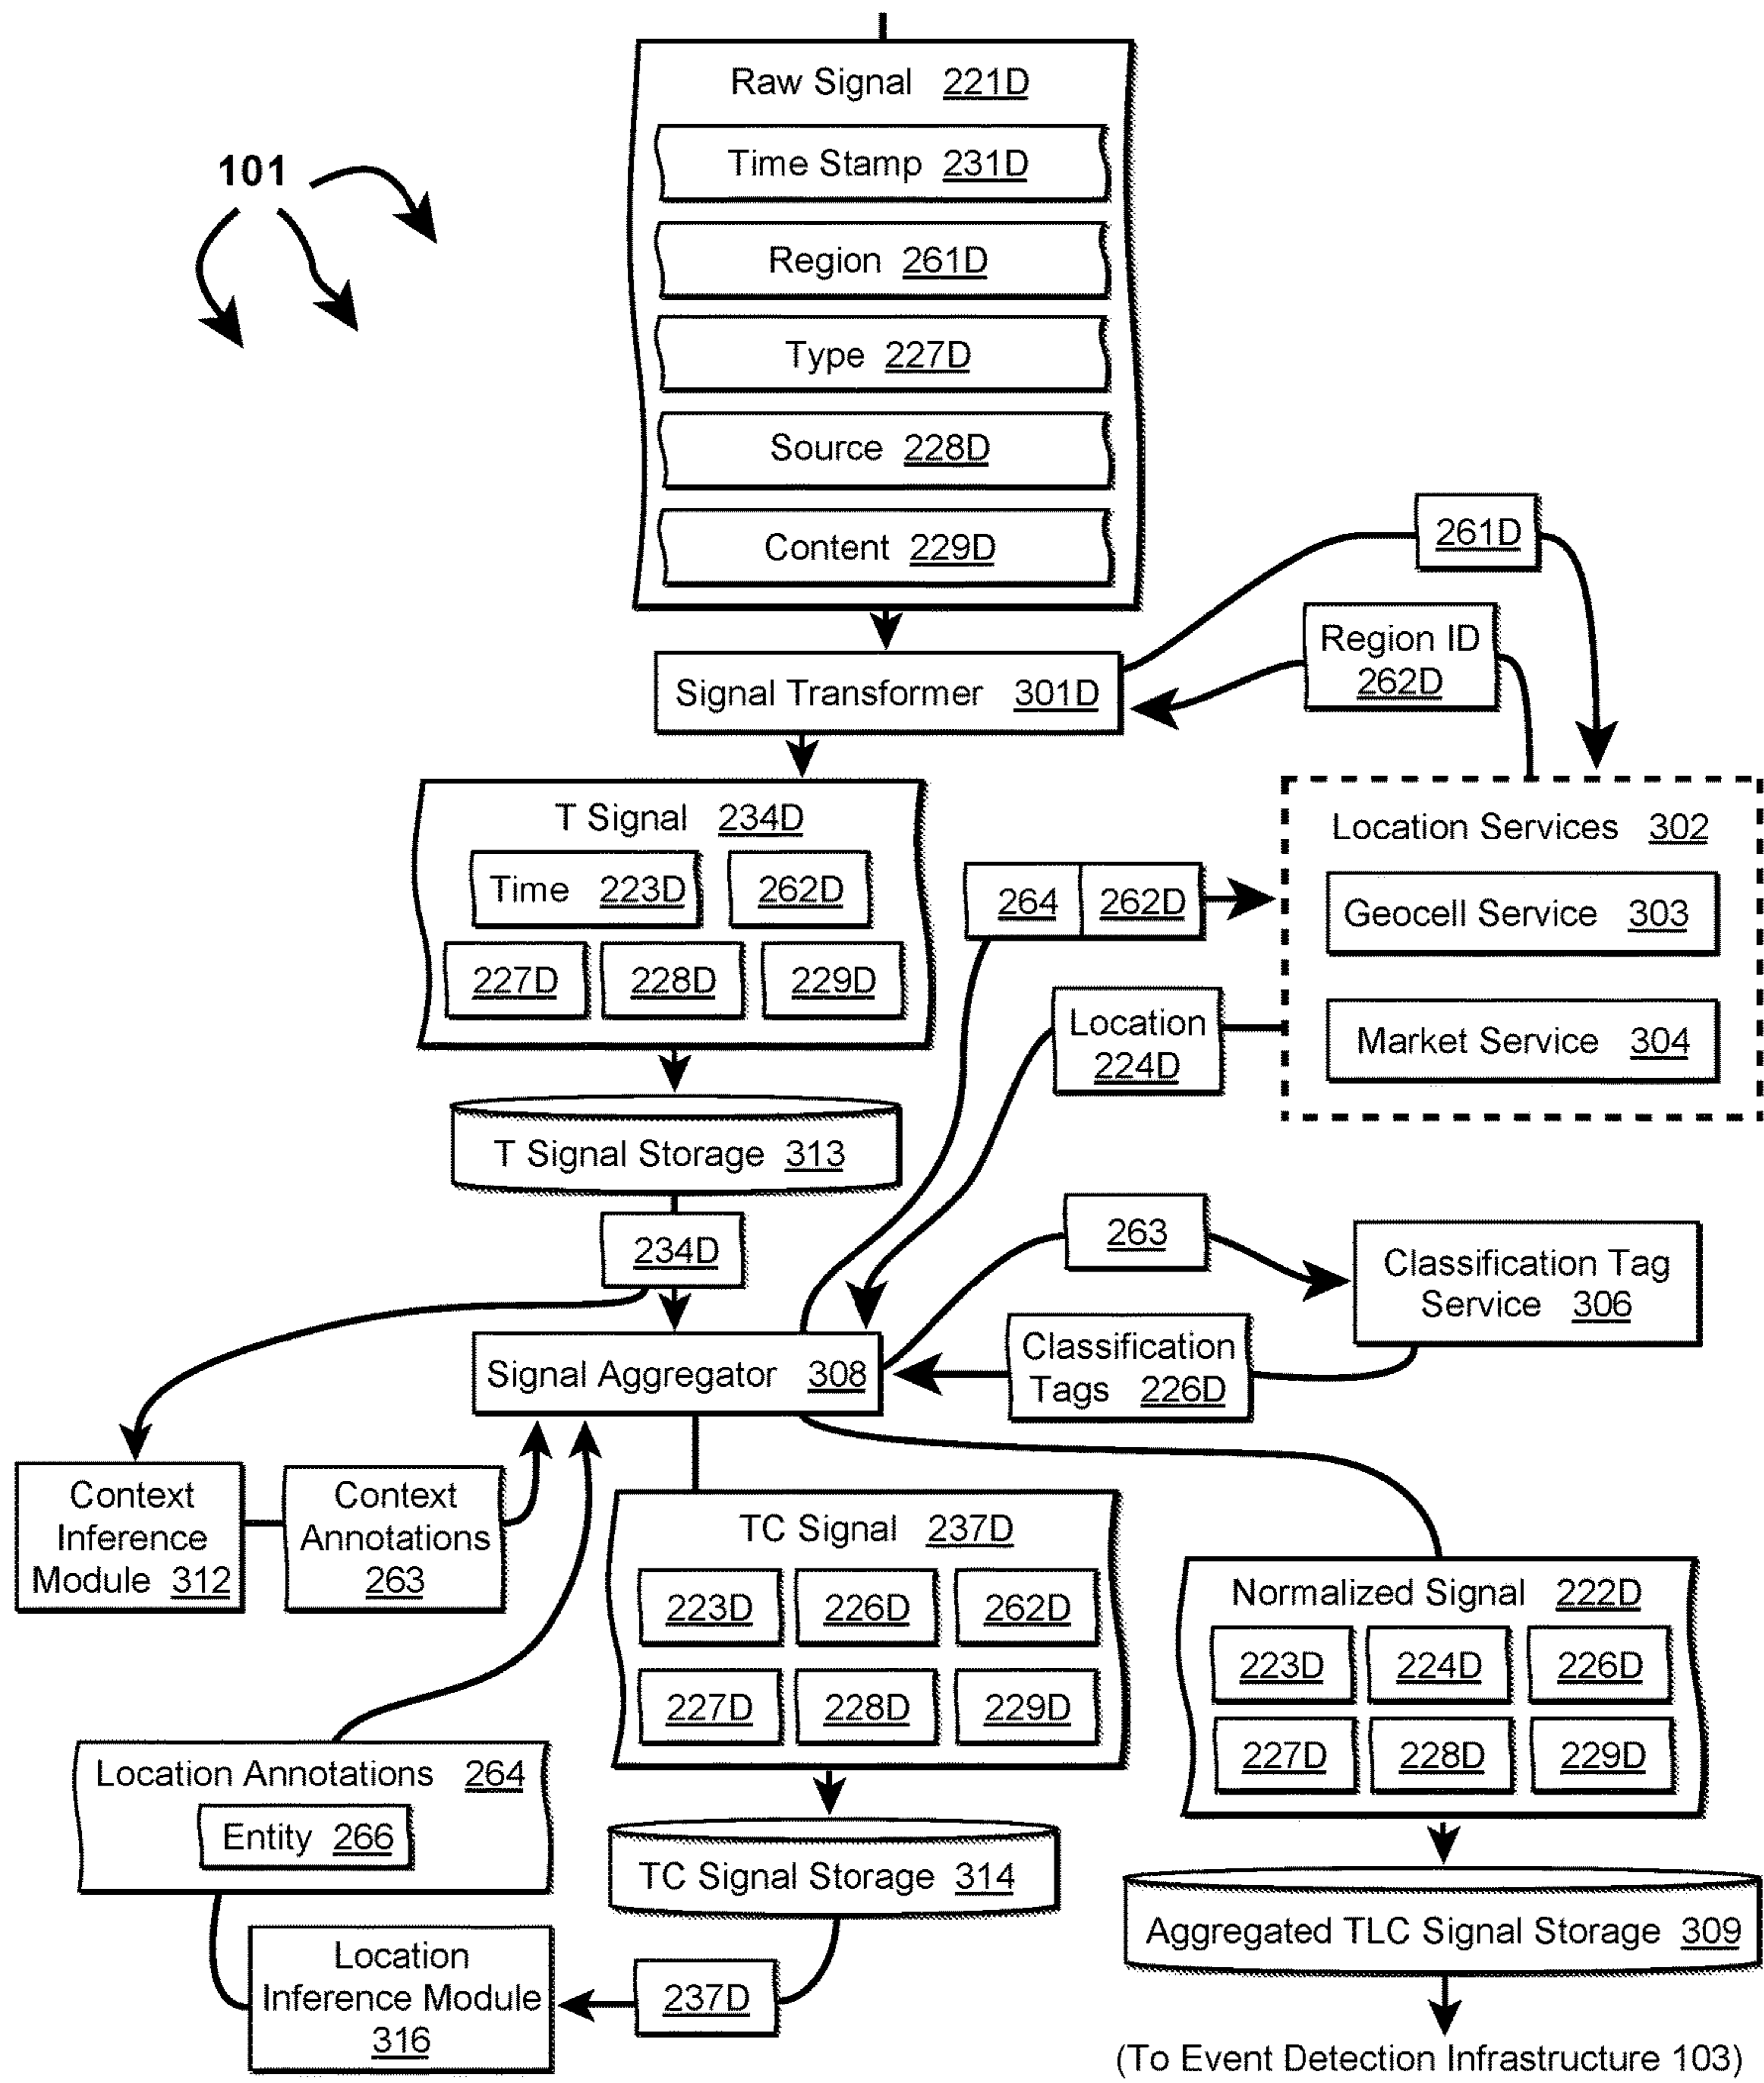 Raw Signal 221D
101
Time Stamp 231D
Region 261D
Type 227D
Source 228D
Content 229D
261D
Region ID
262D
Signal Transformer 301D
T Signal 234D
Time 223D
262D
227D
228D
229D
Location Services 302
Geocell Service 303
Market Service 304
264
262D
Location
224D
T Signal Storage 313
234D
263
Classification Tag
Service 306
Signal Aggregator 308
Classification
Tags 226D
Context
Inference
Module 312
Context
Annotations
263
TC Signal 237D
223D
226D
262D
227D
228D
229D
Normalized Signal 222D
223D
224D
226D
227D
228D
229D
Location Annotations 264
Entity 266
TC Signal Storage 314
Aggregated TLC Signal Storage 309
Location
Inference Module
316
237D
(To Event Detection Infrastructure 103)